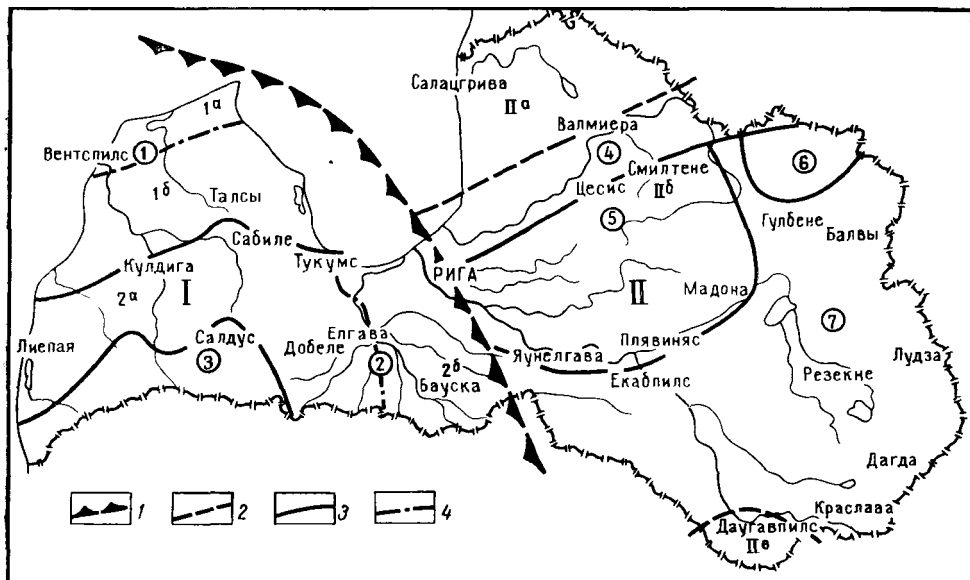 Салацгрива
IIа
1а
Валмиера
Вентспилс
1
4
Смилтене
6
1б
Цесис
IIб
Талсы
5
Гулбене
Сабиле
Балвы
Тукумс
Кулдига
РИГА
I
II
2а
Мадона
7
Салдус
Елгава
Плявиняс
Лиепая
3
Добеле
2
2б
Яунелгава
Лудза
Бауска
Екабпилс
Резекне
Дагда
Краслава
Даугавпилс
IIв
1
2
3
4